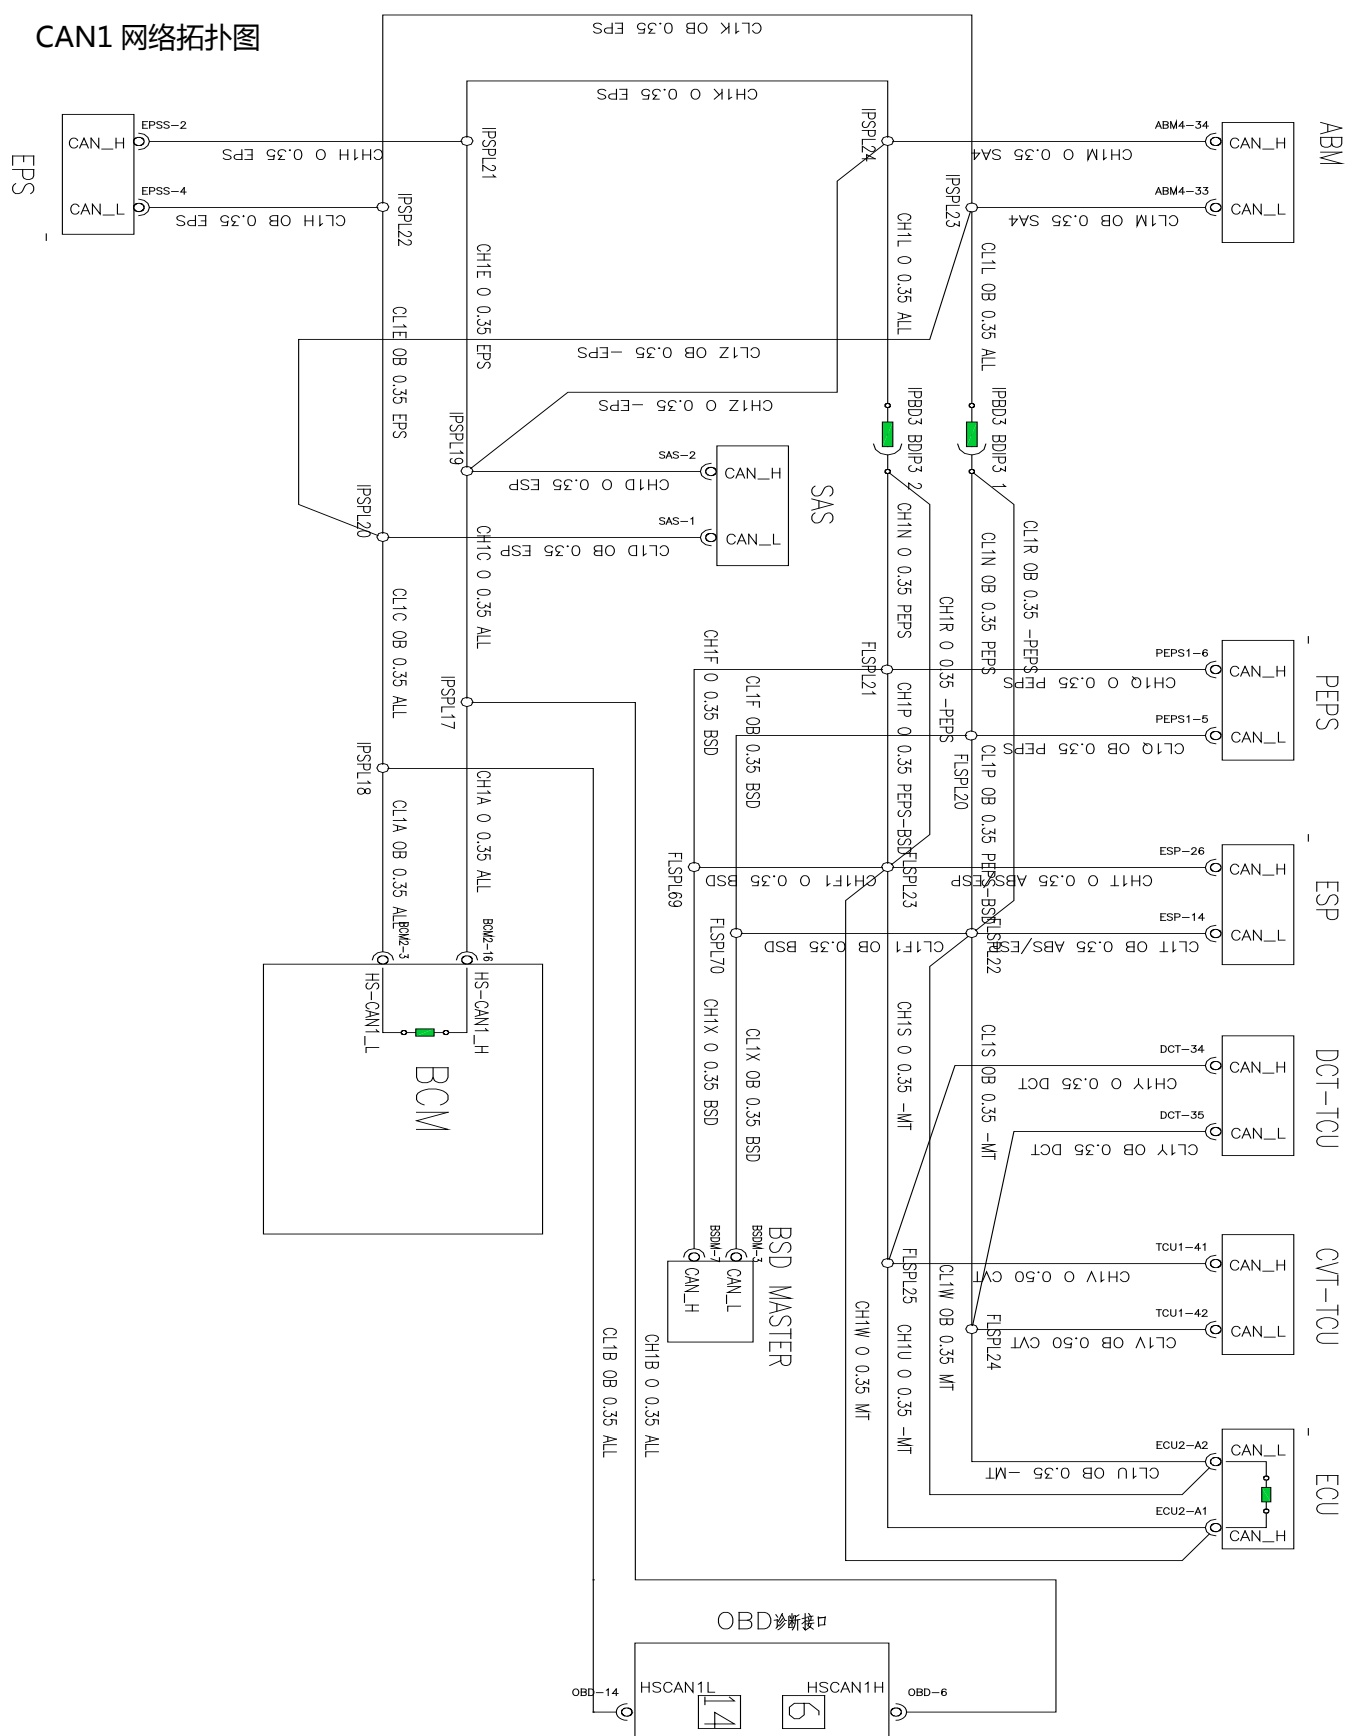 CAN1 网络拓扑图
CL1K OB 0.35 EPS
CH1K O 0.35 EPS
EPS
CAN_H
EPSS-2
CH1H O 0.35 EPS
IPSPL21
CAN_L
EPSS-4
CL1H OB 0.35 EPS
IPSPL22
IPSPL24
CH1M O 0.35 SA4
ABM4-34
CAN_H
ABM
IPSPL23
CL1M OB 0.35 SA4
ABM4-33
CAN_L
CH1E O 0.35 EPS
CL1E OB 0.35 EPS
CH1L O 0.35 ALL
CL1L OB 0.35 ALL
CL1Z OB 0.35 -EPS
CH1Z O 0.35 -EPS
IPBD3 BDIP3 2
IPBD3 BDIP3 1
IPSPL19
CH1D O 0.35 ESP
SAS-2
CAN_H
SAS
IPSPL20
CL1D OB 0.35 ESP
SAS-1
CAN_L
CH1C O 0.35 ALL
CL1C OB 0.35 ALL
CH1N O 0.35 PEPS
CL1N OB 0.35 PEPS
CL1R OB 0.35 -PEPS
CH1R O 0.35 -PEPS
CH1F O 0.35 BSD
CL1F OB 0.35 BSD
FLSPL21
CH1Q O 0.35 PEPS
PEPS1-6
CAN_H
PEPS
FLSPL20
CL1Q OB 0.35 PEPS
PEPS1-5
CAN_L
IPSPL17
IPSPL18
CH1A O 0.35 ALL
CL1A OB 0.35 ALL
CH1P O 0.35 PEPS-BSD
CL1P OB 0.35 PEPS-BSD
FLSPL69
CH1F1 O 0.35 BSD
FLSPL23
CH1T O 0.35 ABS/ESP
ESP-26
CAN_H
ESP
FLSPL70
CL1F1 OB 0.35 BSD
FLSPL22
CL1T OB 0.35 ABS/ESP
ESP-14
CAN_L
BCM2-3
BCM2-16
HS-CAN1_L
HS-CAN1_H
BCM
CH1X O 0.35 BSD
CL1X OB 0.35 BSD
CH1S O 0.35 -MT
CL1S OB 0.35 -MT
CH1Y O 0.35 DCT
DCT-34
CAN_H
DCT-TCU
CL1Y OB 0.35 DCT
DCT-35
CAN_L
BSDM-7
BSDM-3
CAN_H
CAN_L
BSD MASTER
FLSPL25
CH1V O 0.50 CVT
TCU1-41
CAN_H
CVT-TCU
FLSPL24
CL1V OB 0.50 CVT
TCU1-42
CAN_L
CL1B OB 0.35 ALL
CH1B O 0.35 ALL
CH1W O 0.35 MT
CH1U O 0.35 -MT
CL1W OB 0.35 MT
CL1U OB 0.35 -MT
ECU2-A2
CAN_L
ECU
ECU2-A1
CAN_H
OBD诊断接口
OBD-14
HSCAN1L
14
6
HSCAN1H
OBD-6